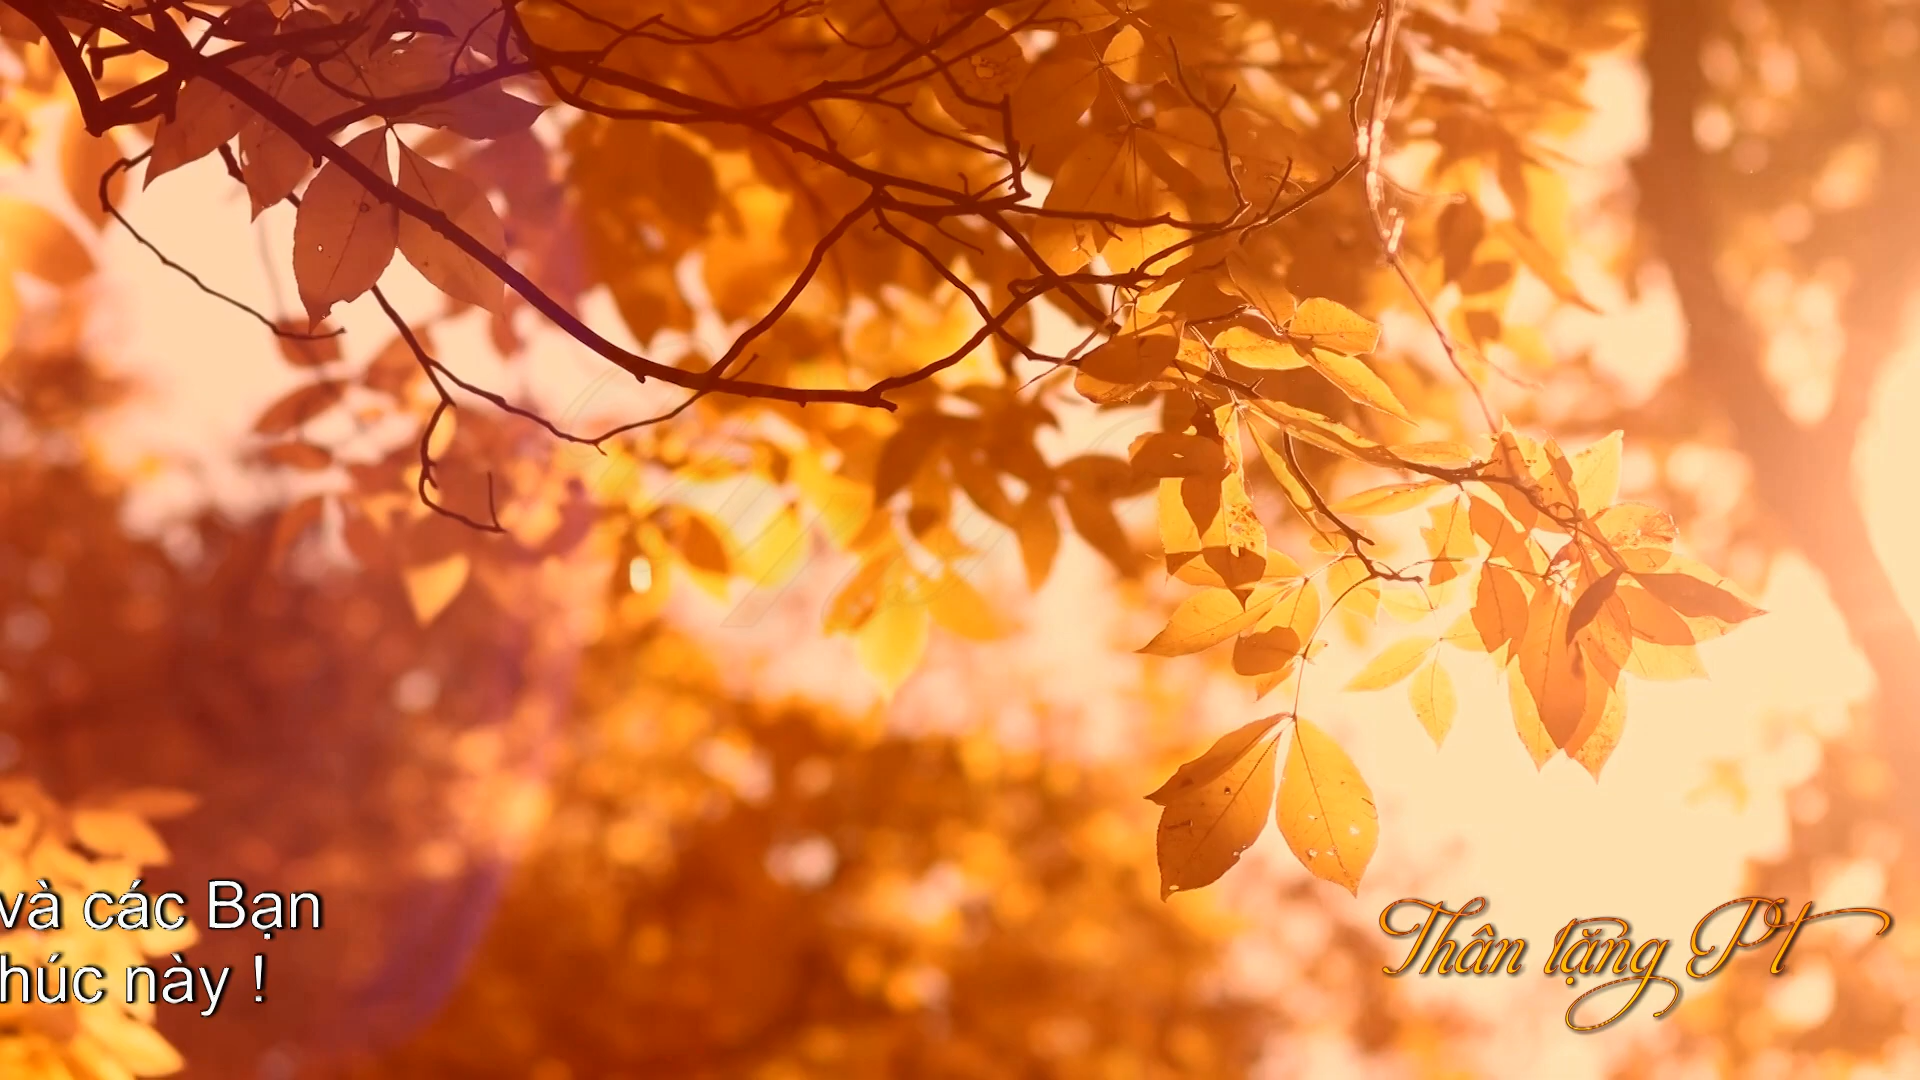 và các Bạn
húc này !
Thân tặng Pt